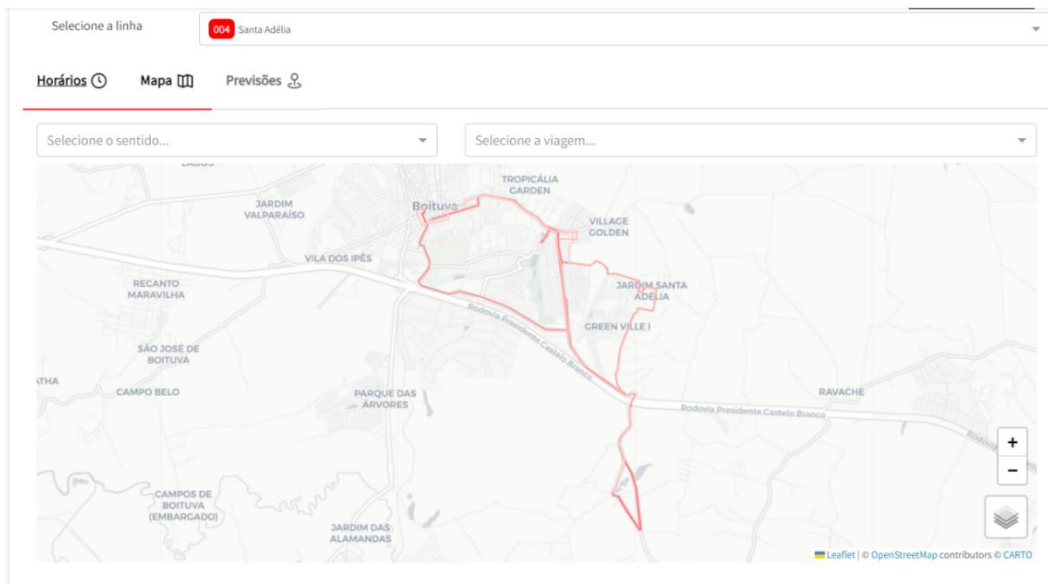 Selecione a linha
004 Santa Adélia
Horários
Mapa
Previsões
Selecione o sentido...
Selecione a viagem...
TROPICÁLIA
GARDEN
JARDIM
VALPARAÍSO
Boituva
VILLAGE
GOLDEN
VILA DOS IPÊS
RECANTO
MARAVILHA
JARDIM SANTA
ADÉLIA
Rodovia Presidente Castelo Branco
GREEN VILLE I
SÃO JOSÉ DE
BOITUVA
CAMPO BELO
PARQUE DAS
ÁRVORES
RAVACHE
Rodovia Presidente Castelo Branco
+
−
CAMPOS DE
BOITUVA
(EMBARGADO)
JARDIM DAS
ALAMANDAS
Leaflet | © OpenStreetMap contributors © CARTO